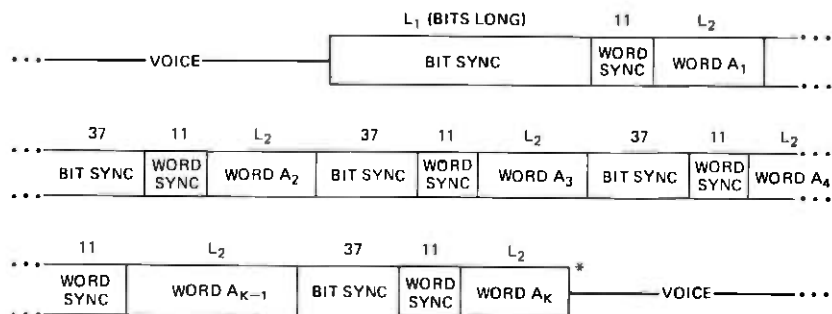 L₁ (BITS LONG) 11 L₂
••• VOICE BIT SYNC WORD SYNC WORD A₁ •••
37 11 L₂ 37 11 L₂ 37 11 L₂
••• BIT SYNC WORD SYNC WORD A₂ BIT SYNC WORD SYNC WORD A₃ BIT SYNC WORD SYNC WORD A₄ •••
11 L₂ 37 11 L₂
••• WORD SYNC WORD A_{K–1} BIT SYNC WORD SYNC WORD A_K * VOICE •••